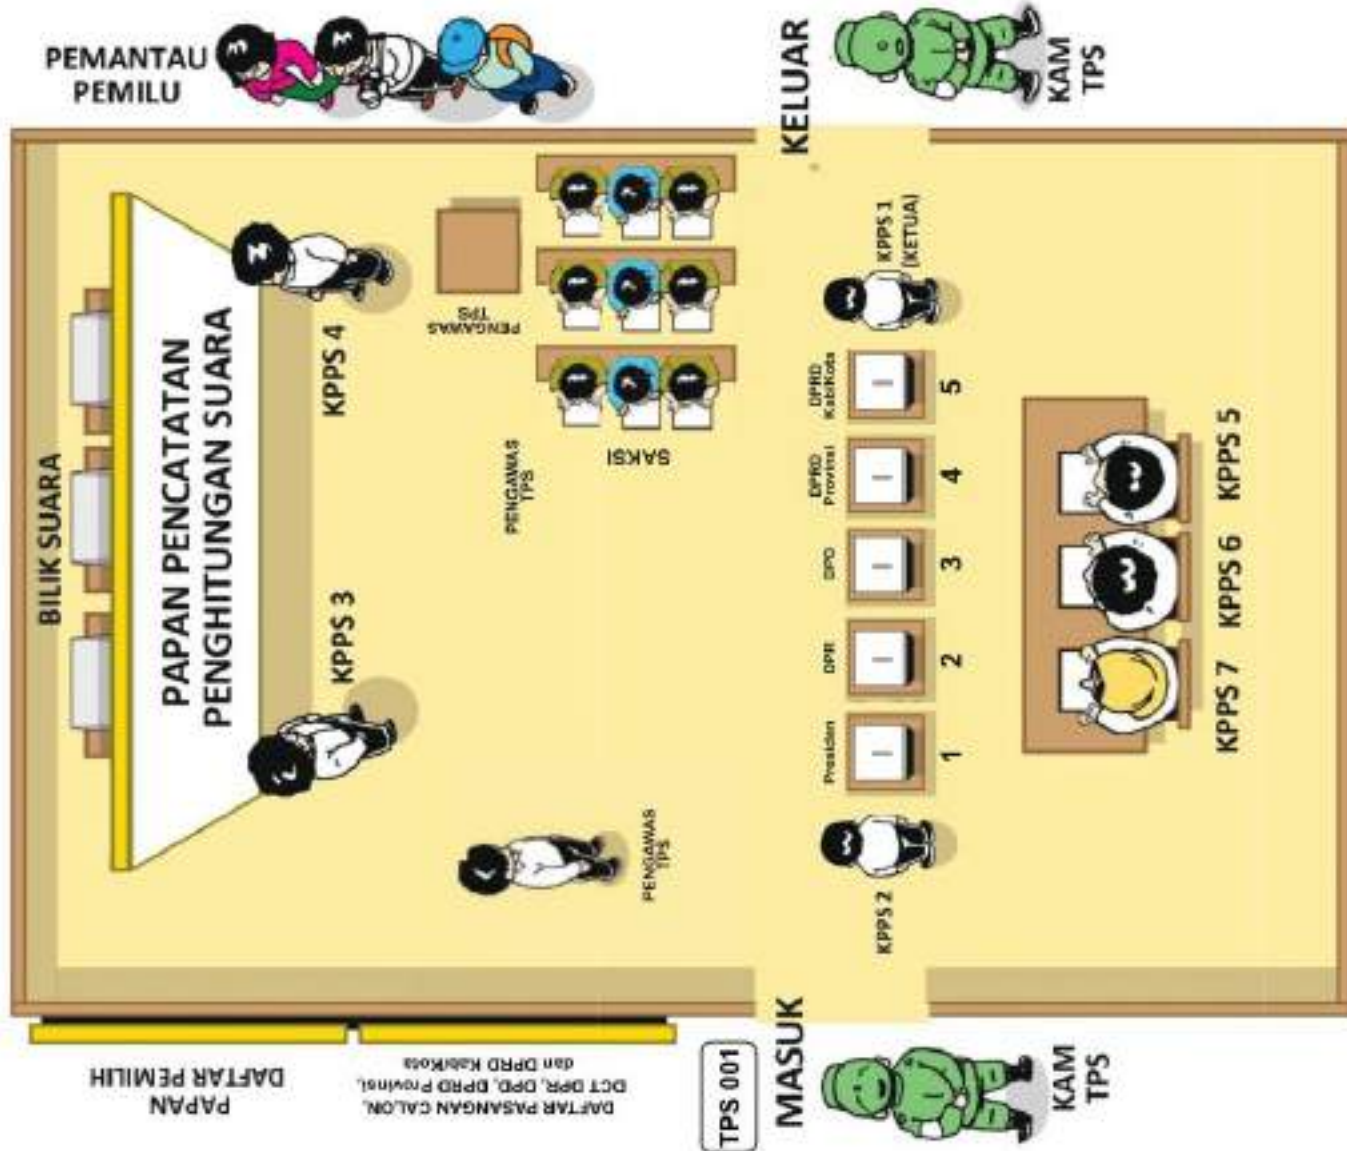 PEMANTAU
PEMILU
KELUAR
KAM
TPS
BILIK SUARA
PAPAN PENCATATAN
PENGHITUNGAN SUARA
KPPS 4
KPPS 3
PENGAWAS
TPS
SAKSI
PENGAWAS
TPS
PENGAWAS
TPS
KPPS 1
(KETUA)
KPPS 2
Presiden
DPR
DPD
DPRD
Provinsi
DPRD
Kab/Kota
1
2
3
4
5
KPPS 7
KPPS 6
KPPS 5
PAPAN
DAFTAR PEMILIH
DAFTAR PASANGAN CALON,
DCT DPR, DPD, DPRD Provinsi,
dan DPRD Kab/Kota
TPS 001
MASUK
KAM
TPS